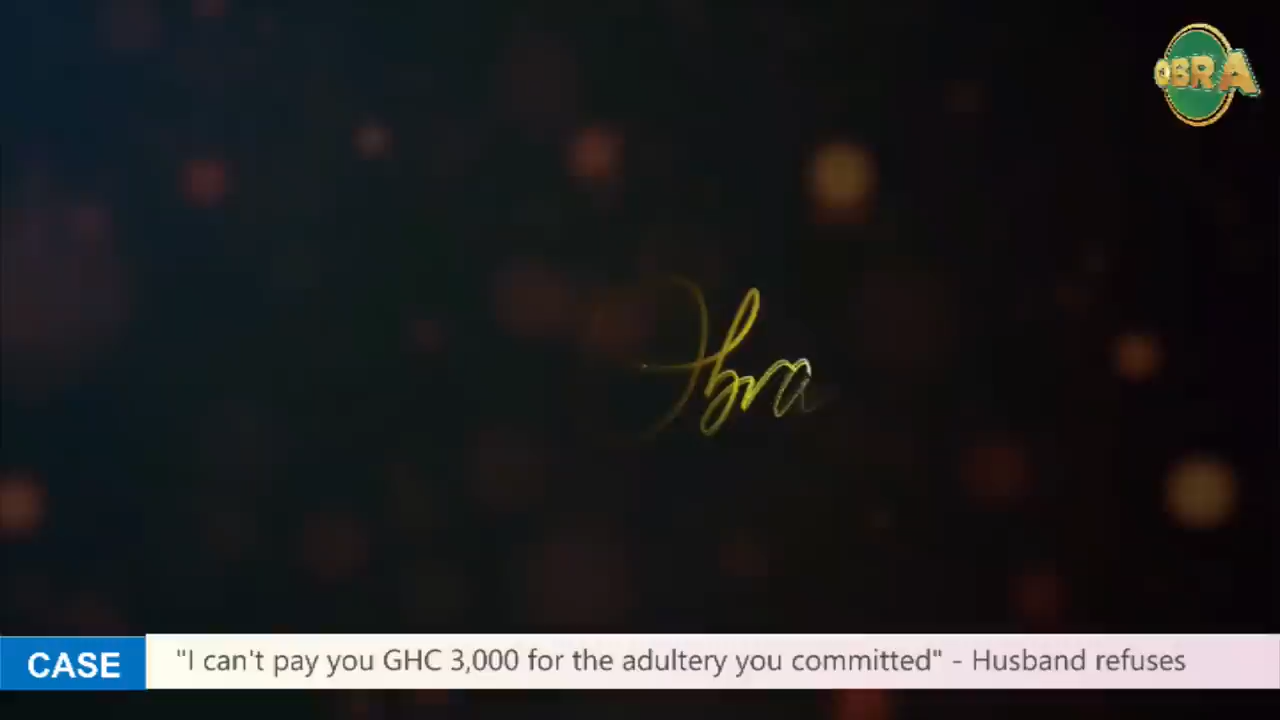 OBRA
Obra
CASE
"I can't pay you GHC 3,000 for the adultery you committed" - Husband refuses